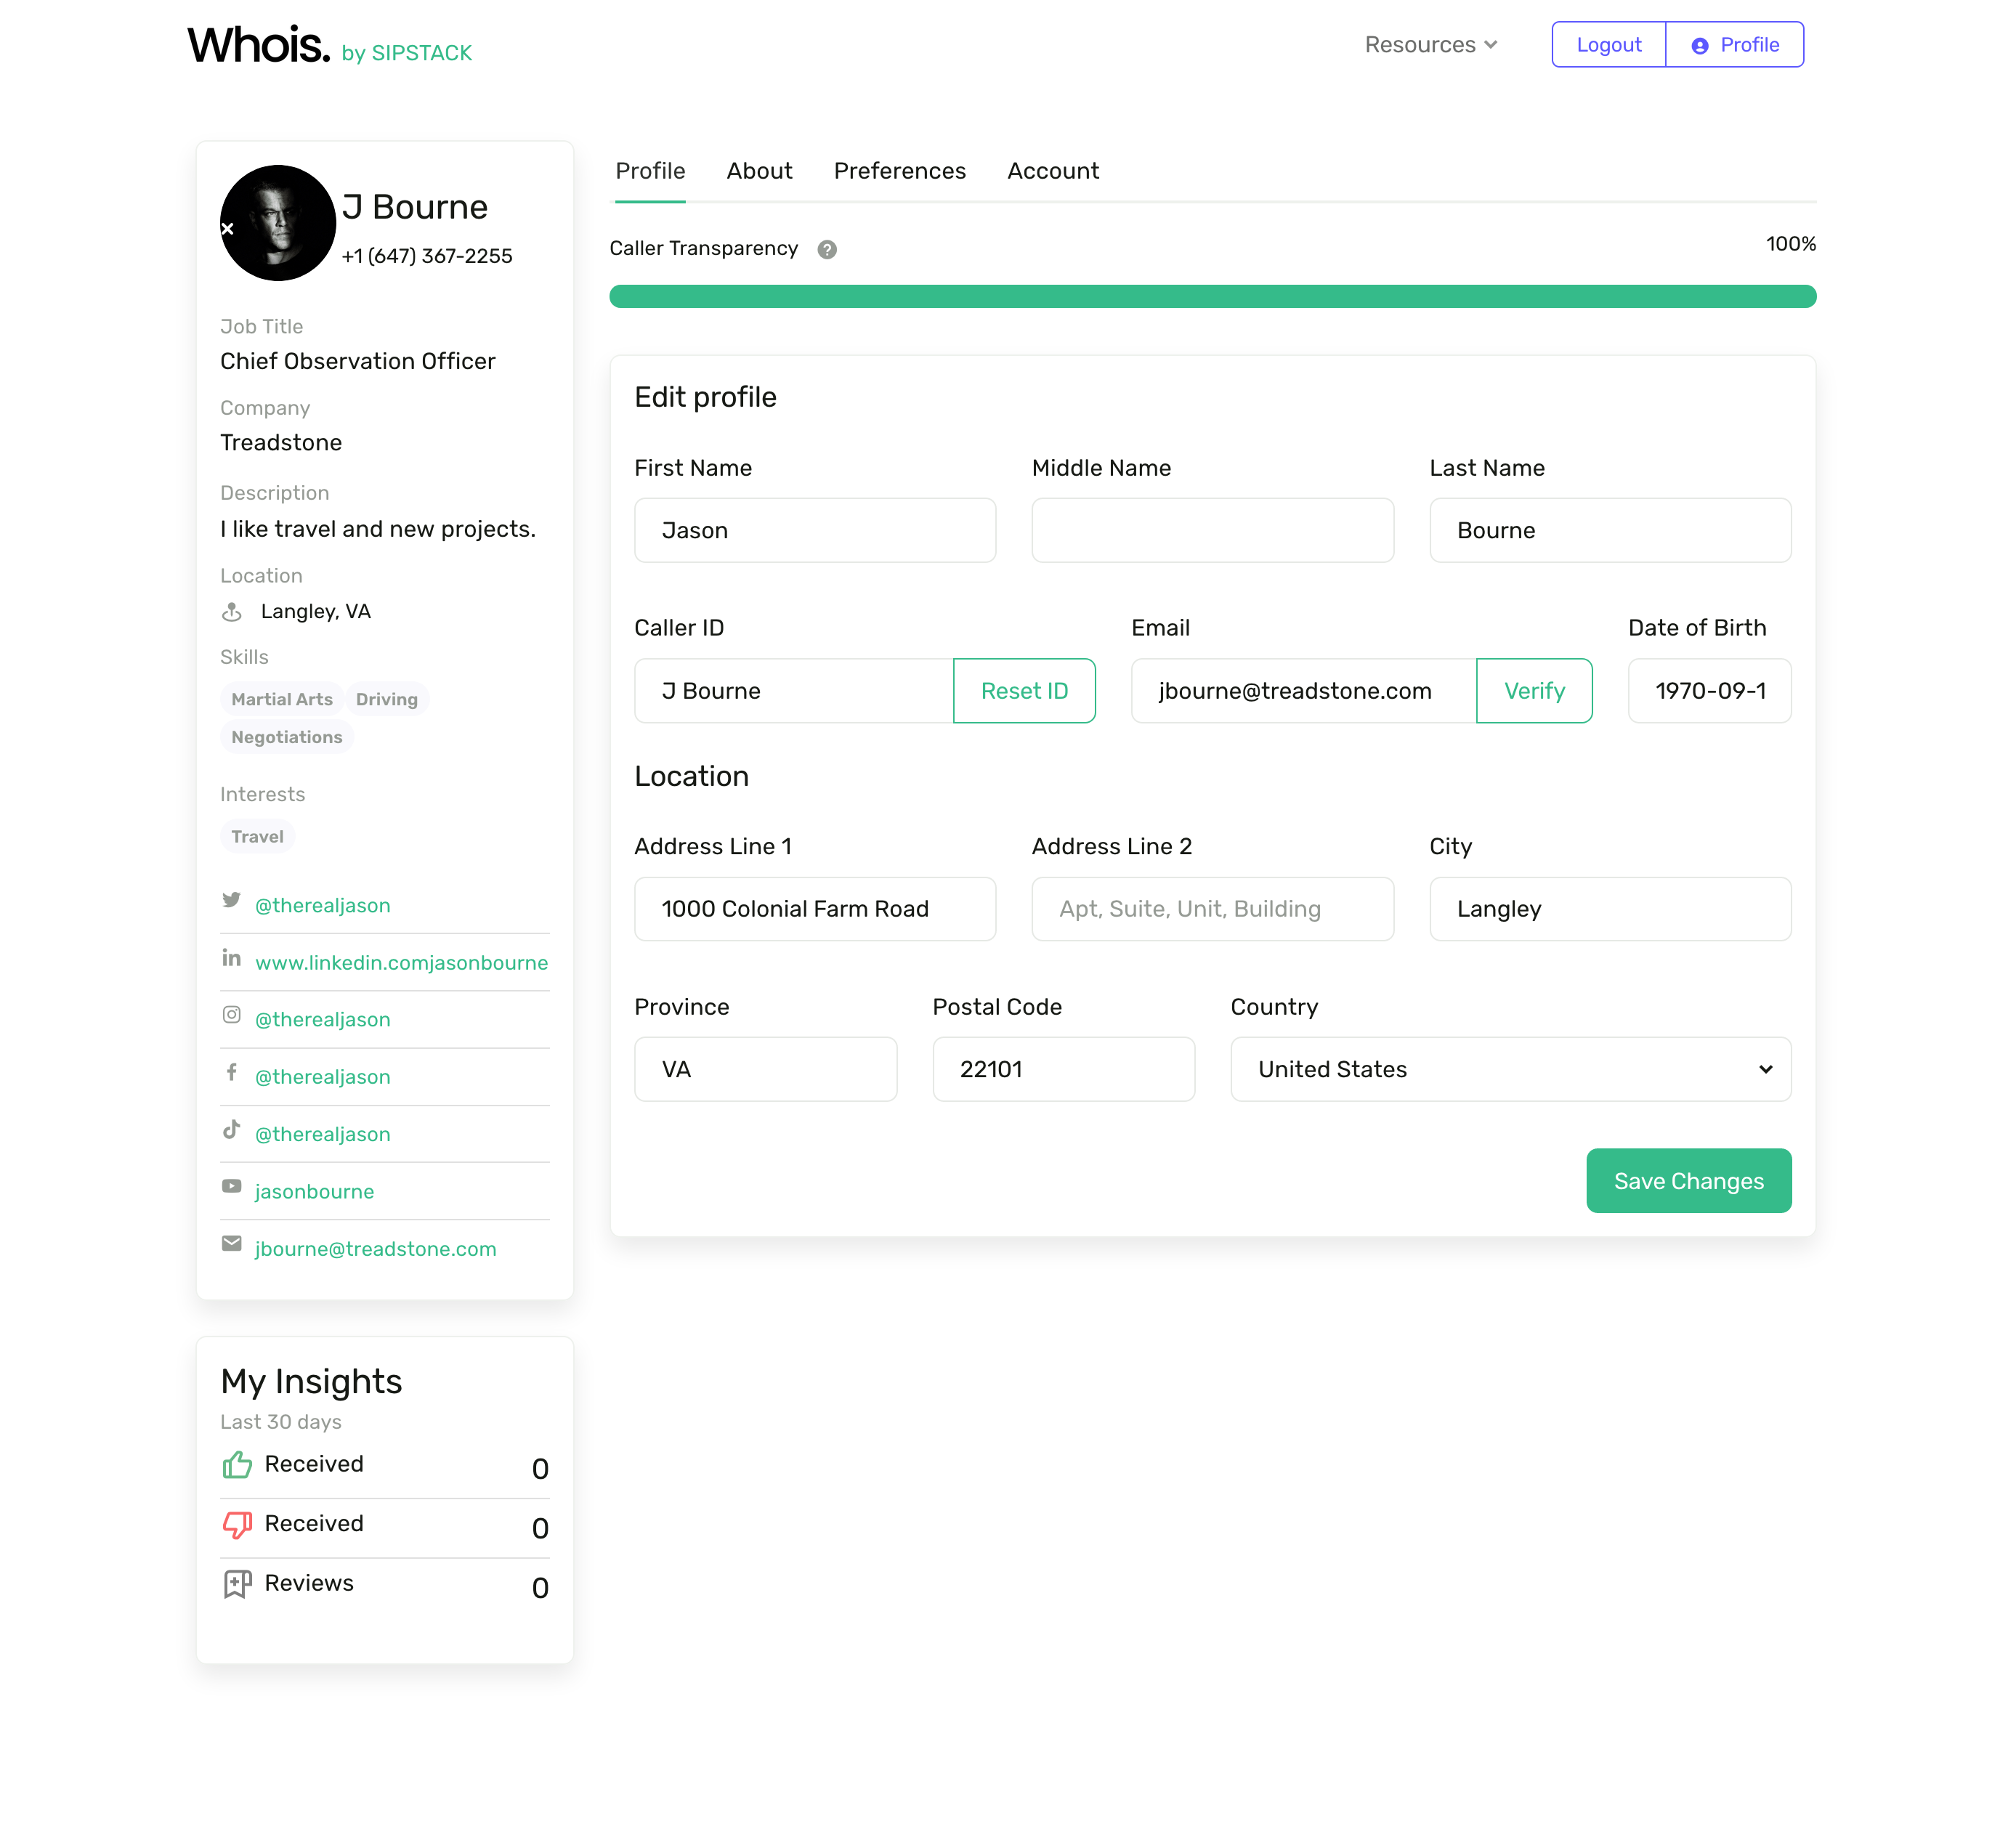 Whois. by SIPSTACK
Resources
Logout
Profile
J Bourne
+1 (647) 367-2255
Job Title
Chief Observation Officer
Company
Treadstone
Description
I like travel and new projects.
Location
Langley, VA
Skills
Martial Arts Driving
Negotiations
Interests
Travel
@therealjason
www.linkedin.comjasonbourne
@therealjason
@therealjason
@therealjason
jasonbourne
jbourne@treadstone.com
My Insights
Last 30 days
Received 0
Received 0
Reviews 0
Profile About Preferences Account
Caller Transparency ? 100%
Edit profile
First Name Middle Name Last Name
Jason Bourne
Caller ID Email Date of Birth
J Bourne Reset ID jbourne@treadstone.com Verify 1970-09-1
Location
Address Line 1 Address Line 2 City
1000 Colonial Farm Road Apt, Suite, Unit, Building Langley
Province Postal Code Country
VA 22101 United States
Save Changes